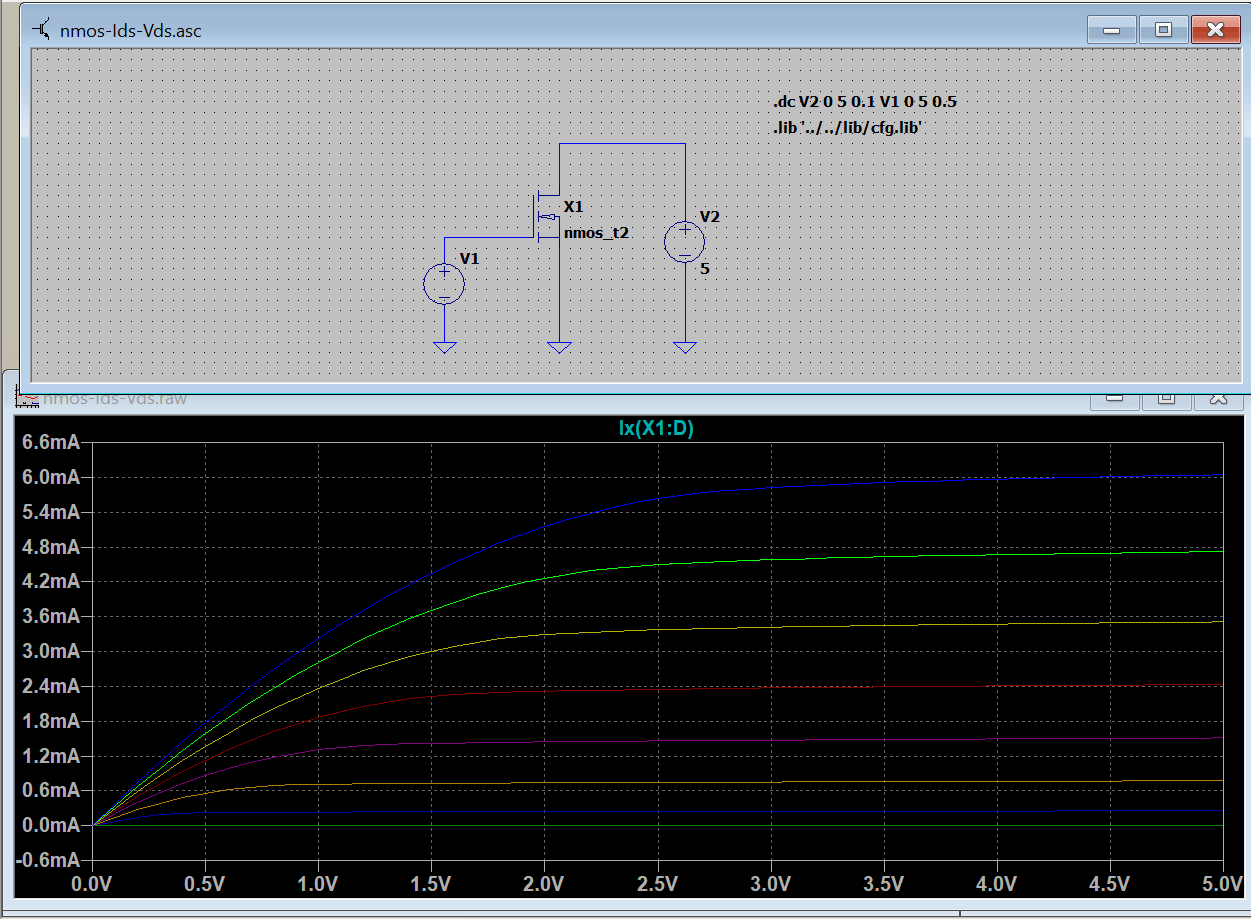 nmos-Ids-Vds.asc
.dc V2 0 5 0.1 V1 0 5 0.5
.lib '../../lib/cfg.lib'
X1
nmos_t2
V2
5
V1
nmos-Ids-Vds.raw
Ix(X1:D)
6.6mA
6.0mA
5.4mA
4.8mA
4.2mA
3.6mA
3.0mA
2.4mA
1.8mA
1.2mA
0.6mA
0.0mA
-0.6mA
0.0V 0.5V 1.0V 1.5V 2.0V 2.5V 3.0V 3.5V 4.0V 4.5V 5.0V